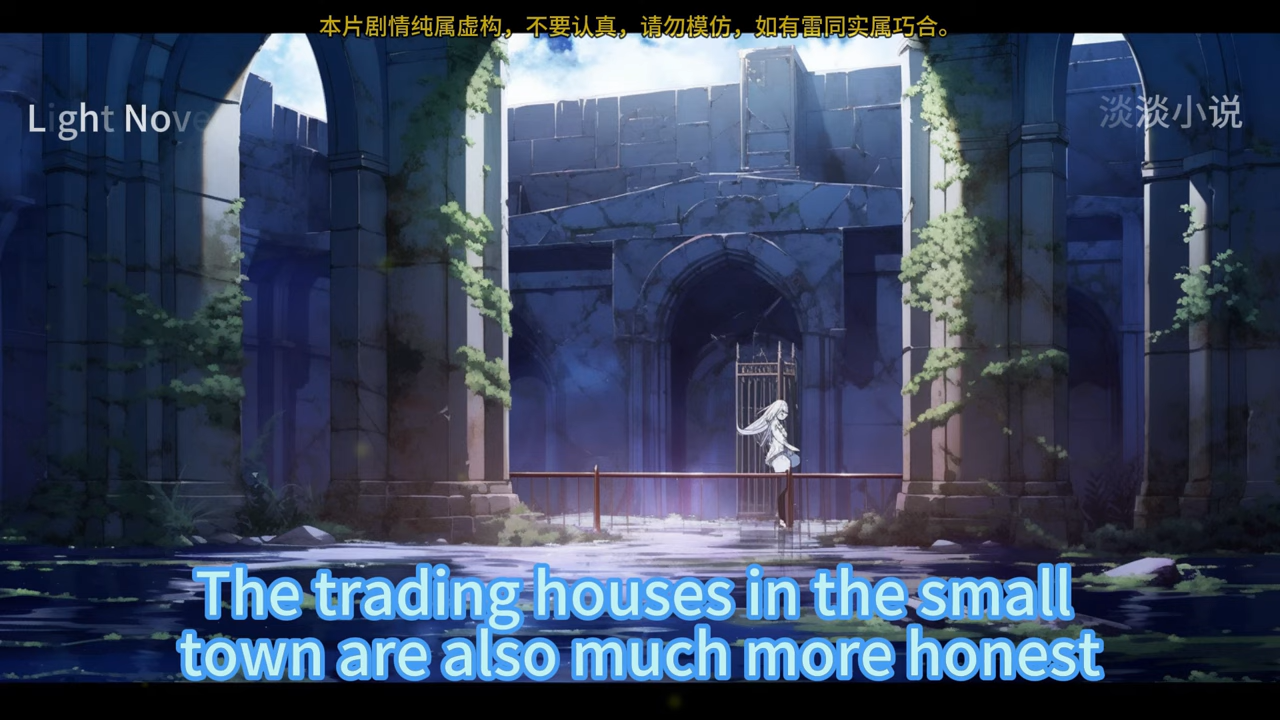 本片剧情纯属虚构，不要认真，请勿模仿，如有雷同实属巧合。
Light Nove
淡淡小说
The trading houses in the small
town are also much more honest